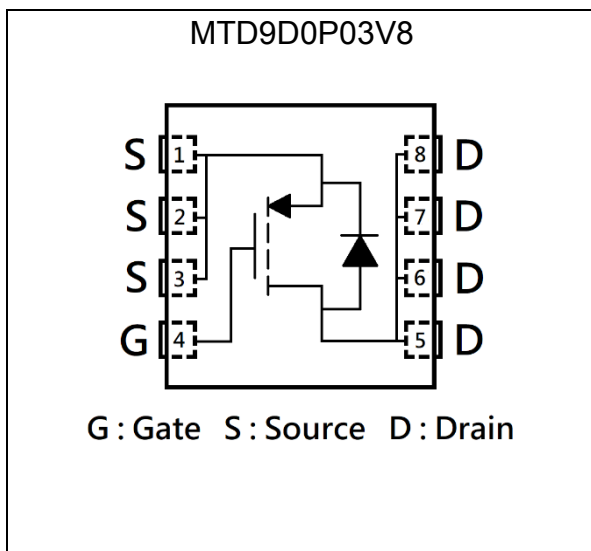 MTD9D0P03V8
S 1 8 D
S 2 7 D
S 3 6 D
G 4 5 D
G : Gate S : Source D : Drain